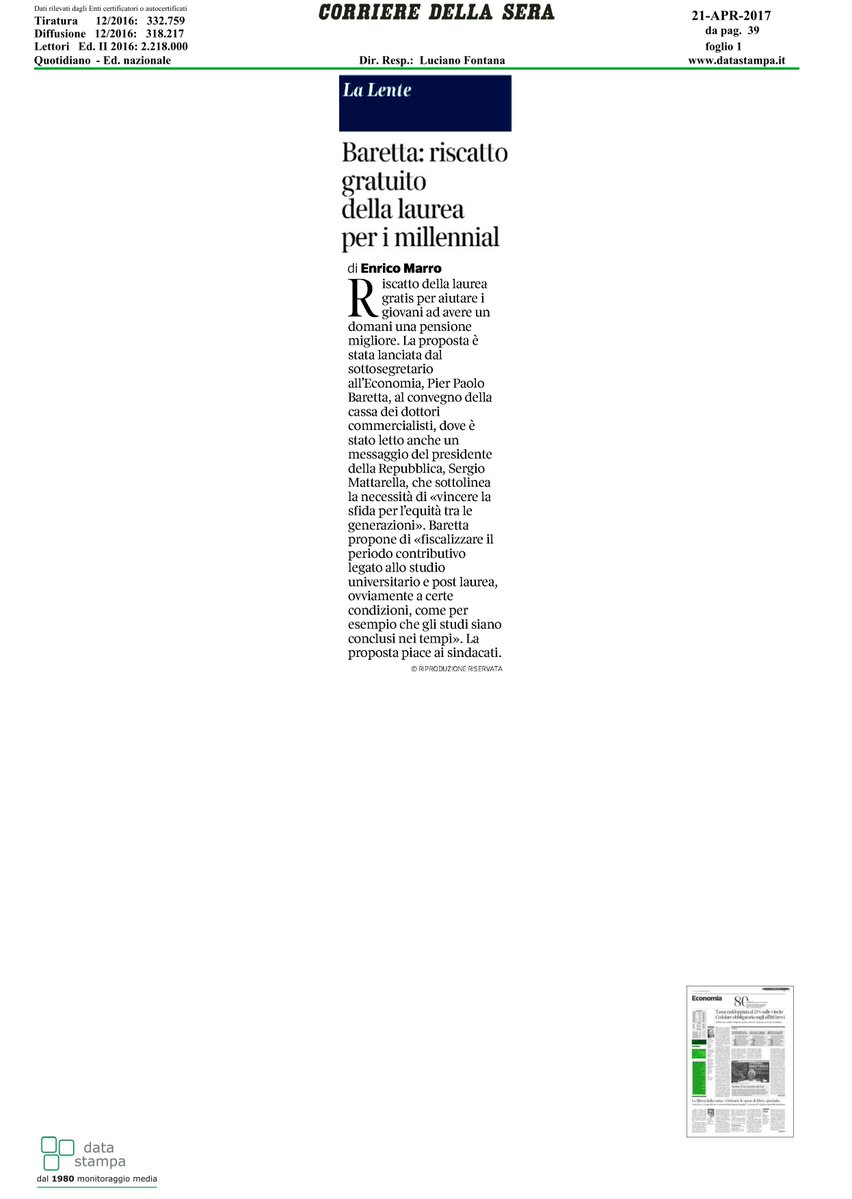 Dati rilevati dagli Enti certificatori o autocertificati
Tiratura 12/2016: 332.759
Diffusione 12/2016: 318.217
Lettori Ed. II 2016: 2.218.000
Quotidiano - Ed. nazionale
CORRIERE DELLA SERA
Dir. Resp.: Luciano Fontana
21-APR-2017
da pag. 39
foglio 1
www.datastampa.it
La Lente
Baretta: riscatto
gratuito
della laurea
per i millennial
di Enrico Marro
Riscatto della laurea
gratis per aiutare i
giovani ad avere un
domani una pensione
migliore. La proposta è
stata lanciata dal
sottosegretario
all'Economia, Pier Paolo
Baretta, al convegno della
cassa dei dottori
commercialisti, dove è
stato letto anche un
messaggio del presidente
della Repubblica, Sergio
Mattarella, che sottolinea
la necessità di «vincere la
sfida per l'equità tra le
generazioni». Baretta
propone di «fiscalizzare il
periodo contributivo
legato allo studio
universitario e post laurea,
ovviamente a certe
condizioni, come per
esempio che gli studi siano
conclusi nei tempi». La
proposta piace ai sindacati.
© RIPRODUZIONE RISERVATA
Economia
80
data
stampa
dal 1980 monitoraggio media